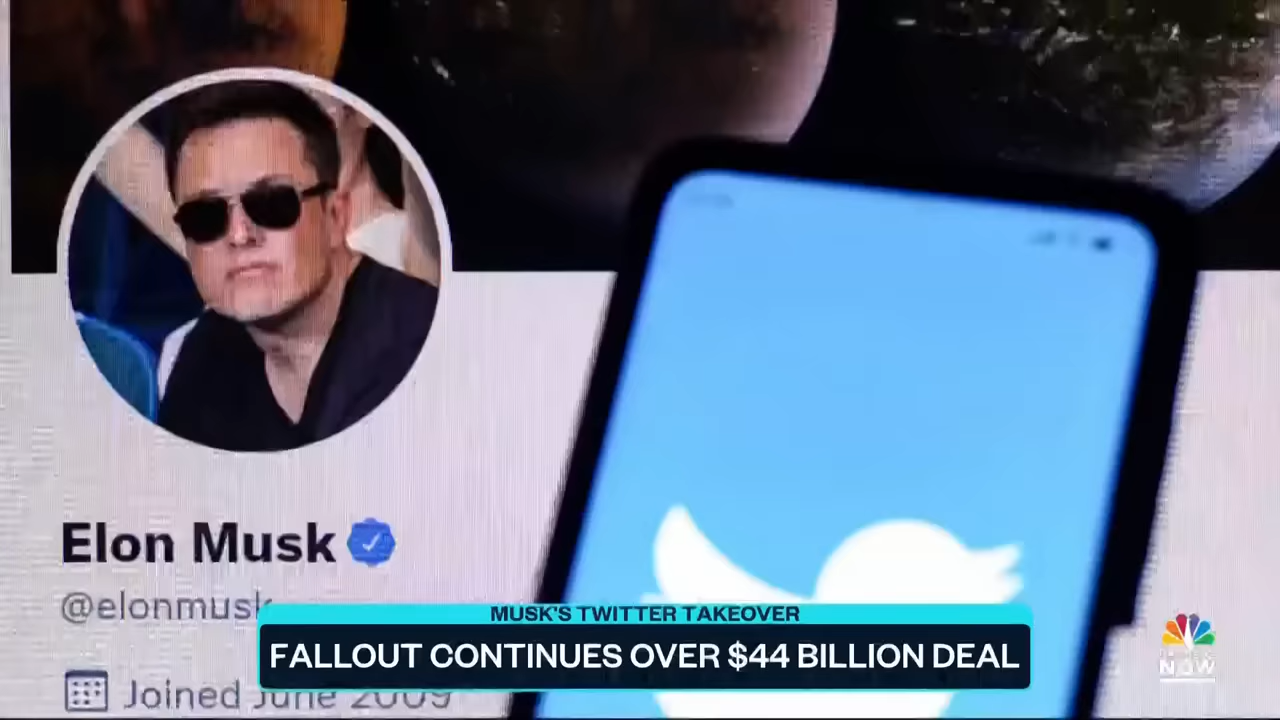 Elon Musk
@elonmusk
MUSK'S TWITTER TAKEOVER
FALLOUT CONTINUES OVER $44 BILLION DEAL
NOW
Joined June 2009